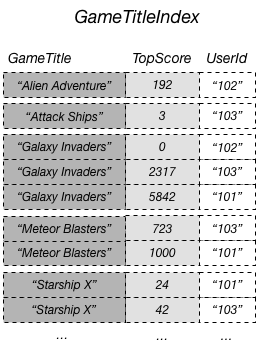 GameTitleIndex
GameTitle TopScore UserId
“Alien Adventure” 192 “102”
“Attack Ships” 3 “103”
“Galaxy Invaders” 0 “102”
“Galaxy Invaders” 2317 “103”
“Galaxy Invaders” 5842 “101”
“Meteor Blasters” 723 “103”
“Meteor Blasters” 1000 “101”
“Starship X” 24 “101”
“Starship X” 42 “103”
... ... ...